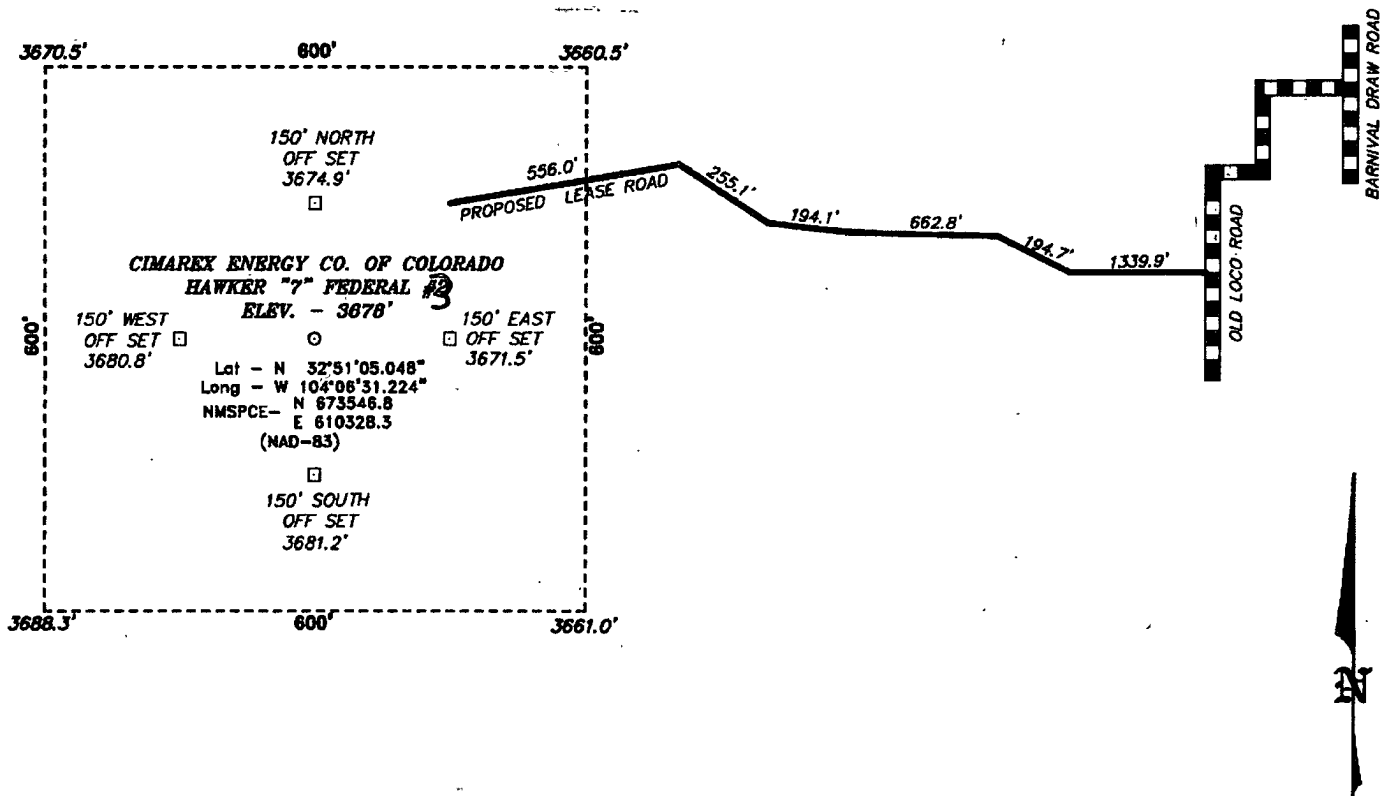 3670.5' 600' 3660.5'
150' NORTH
OFF SET
3674.9'
556.0'
PROPOSED LEASE ROAD
255.1'
194.1'
662.8'
194.7'
1339.9'
OLD LOCO ROAD
BARNIVAL DRAW ROAD
CIMAREX ENERGY CO. OF COLORADO
HAWKER "7" FEDERAL #3
ELEV. - 3678'
600'
150' WEST
OFF SET
3680.8'
150' EAST
OFF SET
3671.5'
600'
Lat - N 32°51'05.048"
Long - W 104°06'31.224"
NMSPCE- N 673546.8
E 610328.3
(NAD-83)
150' SOUTH
OFF SET
3681.2'
3688.3' 600' 3661.0'
N